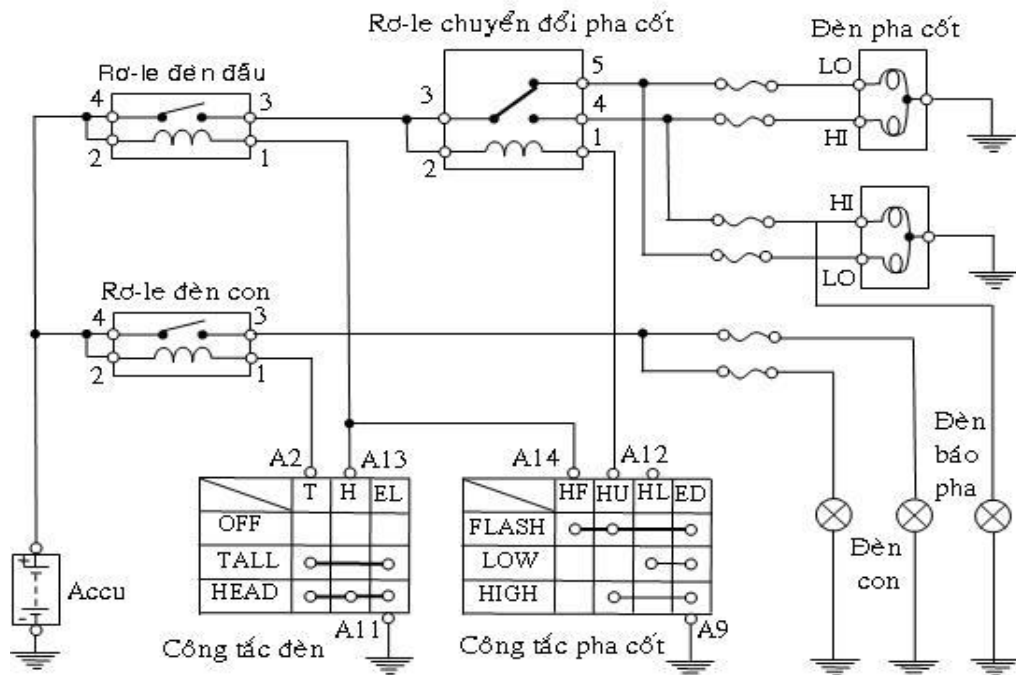 Rơ-le chuyển đổi pha cốt
Đèn pha cốt
Rơ-le đèn đầu
4
3
2
1
3
5
4
1
2
LO
HI
HI
LO
Rơ-le đèn con
4
3
2
1
A2
A13
T H EL
OFF
TALL
HEAD
A11
Công tắc đèn
A14
A12
HF HU HL ED
FLASH
LOW
HIGH
A9
Công tắc pha cốt
Đèn
báo
pha
Đèn
con
+
-
Accu